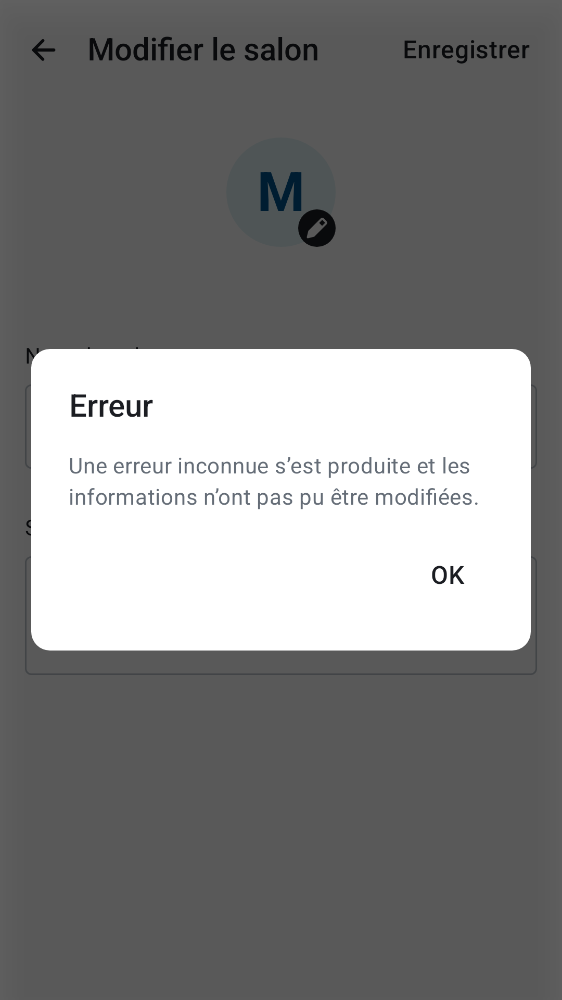 Modifier le salon
Enregistrer
M
Erreur
Une erreur inconnue s’est produite et les
informations n’ont pas pu être modifiées.
OK